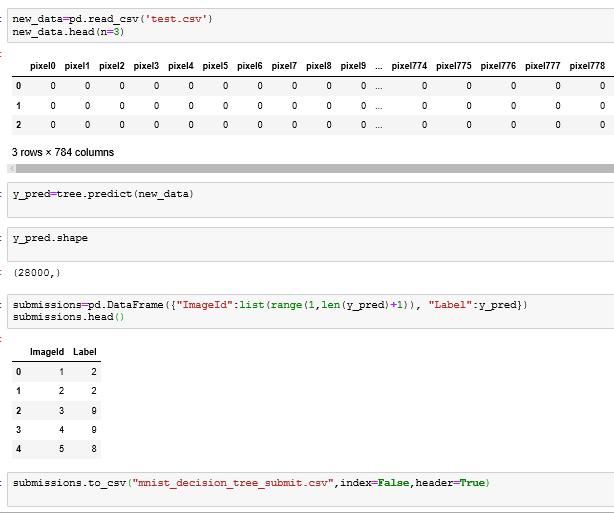 new_data=pd.read_csv('test.csv')
new_data.head(n=3)
pixel0 pixel1 pixel2 pixel3 pixel4 pixel5 pixel6 pixel7 pixel8 pixel9 ... pixel774 pixel775 pixel776 pixel777 pixel778
0 0 0 0 0 0 0 0 0 0 0 ... 0 0 0 0 0
1 0 0 0 0 0 0 0 0 0 0 ... 0 0 0 0 0
2 0 0 0 0 0 0 0 0 0 0 ... 0 0 0 0 0
3 rows × 784 columns
y_pred=tree.predict(new_data)
y_pred.shape
(28000,)
submissions=pd.DataFrame({"ImageId":list(range(1,len(y_pred)+1)), "Label":y_pred})
submissions.head()
ImageId Label
0 1 2
1 2 2
2 3 9
3 4 9
4 5 8
submissions.to_csv("mnist_decision_tree_submit.csv",index=False,header=True)